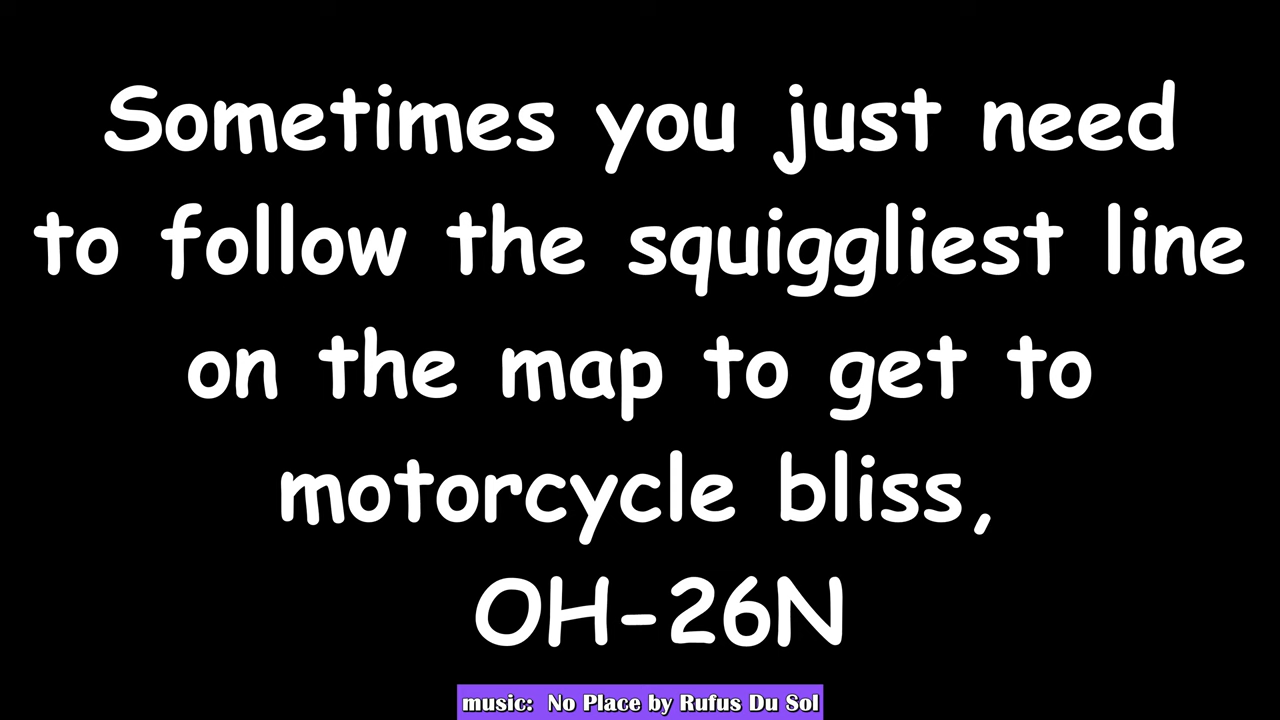 Sometimes you just need
to follow the squiggliest line
on the map to get to
motorcycle bliss,
OH-26N
music: No Place by Rufus Du Sol